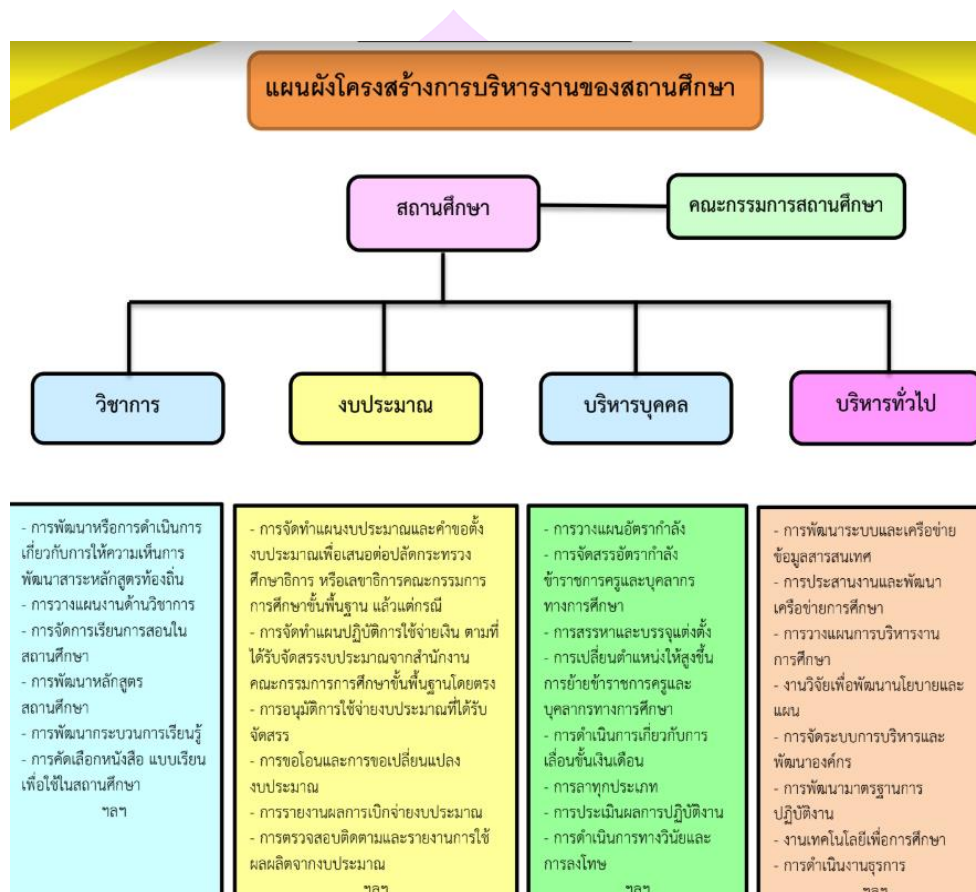 แผนผังโครงสร้างการบริหารงานของสถานศึกษา
สถานศึกษา
คณะกรรมการสถานศึกษา
วิชาการ
งบประมาณ
บริหารบุคคล
บริหารทั่วไป
- การพัฒนาหรือการดำเนินการ
เกี่ยวกับการให้ความเห็นการ
พัฒนาสาระหลักสูตรท้องถิ่น
- การวางแผนงานด้านวิชาการ
- การจัดการเรียนการสอนใน
สถานศึกษา
- การพัฒนาหลักสูตร
สถานศึกษา
- การพัฒนากระบวนการเรียนรู้
- การคัดเลือกหนังสือ แบบเรียน
เพื่อใช้ในสถานศึกษา
ฯลฯ
- การจัดทำแผนงบประมาณและคำขอตั้ง
งบประมาณเพื่อเสนอต่อปลัดกระทรวง
ศึกษาธิการ หรือเลขาธิการคณะกรรมการ
การศึกษาขั้นพื้นฐาน แล้วแต่กรณี
- การจัดทำแผนปฏิบัติการใช้จ่ายเงิน ตามที่
ได้รับจัดสรรงบประมาณจากสำนักงาน
คณะกรรมการการศึกษาขั้นพื้นฐานโดยตรง
- การอนุมัติการใช้จ่ายงบประมาณที่ได้รับ
จัดสรร
- การขอโอนและการขอเปลี่ยนแปลง
งบประมาณ
- การรายงานผลการเบิกจ่ายงบประมาณ
- การตรวจสอบติดตามและรายงานการใช้
ผลผลิตจากงบประมาณ
ฯลฯ
- การวางแผนอัตรากำลัง
- การจัดสรรอัตรากำลัง
ข้าราชการครูและบุคลากร
ทางการศึกษา
- การสรรหาและบรรจุแต่งตั้ง
- การเปลี่ยนตำแหน่งให้สูงขึ้น
การย้ายข้าราชการครูและ
บุคลากรทางการศึกษา
- การดำเนินการเกี่ยวกับการ
เลื่อนขั้นเงินเดือน
- การลาทุกประเภท
- การประเมินผลการปฏิบัติงาน
- การดำเนินการทางวินัยและ
การลงโทษ
ฯลฯ
- การพัฒนาระบบและเครือข่าย
ข้อมูลสารสนเทศ
- การประสานงานและพัฒนา
เครือข่ายการศึกษา
- การวางแผนการบริหารงาน
การศึกษา
- งานวิจัยเพื่อพัฒนานโยบายและ
แผน
- การจัดระบบการบริหารและ
พัฒนาองค์กร
- การพัฒนามาตรฐานการ
ปฏิบัติงาน
- งานเทคโนโลยีเพื่อการศึกษา
- การดำเนินงานธุรการ
ฯลฯ